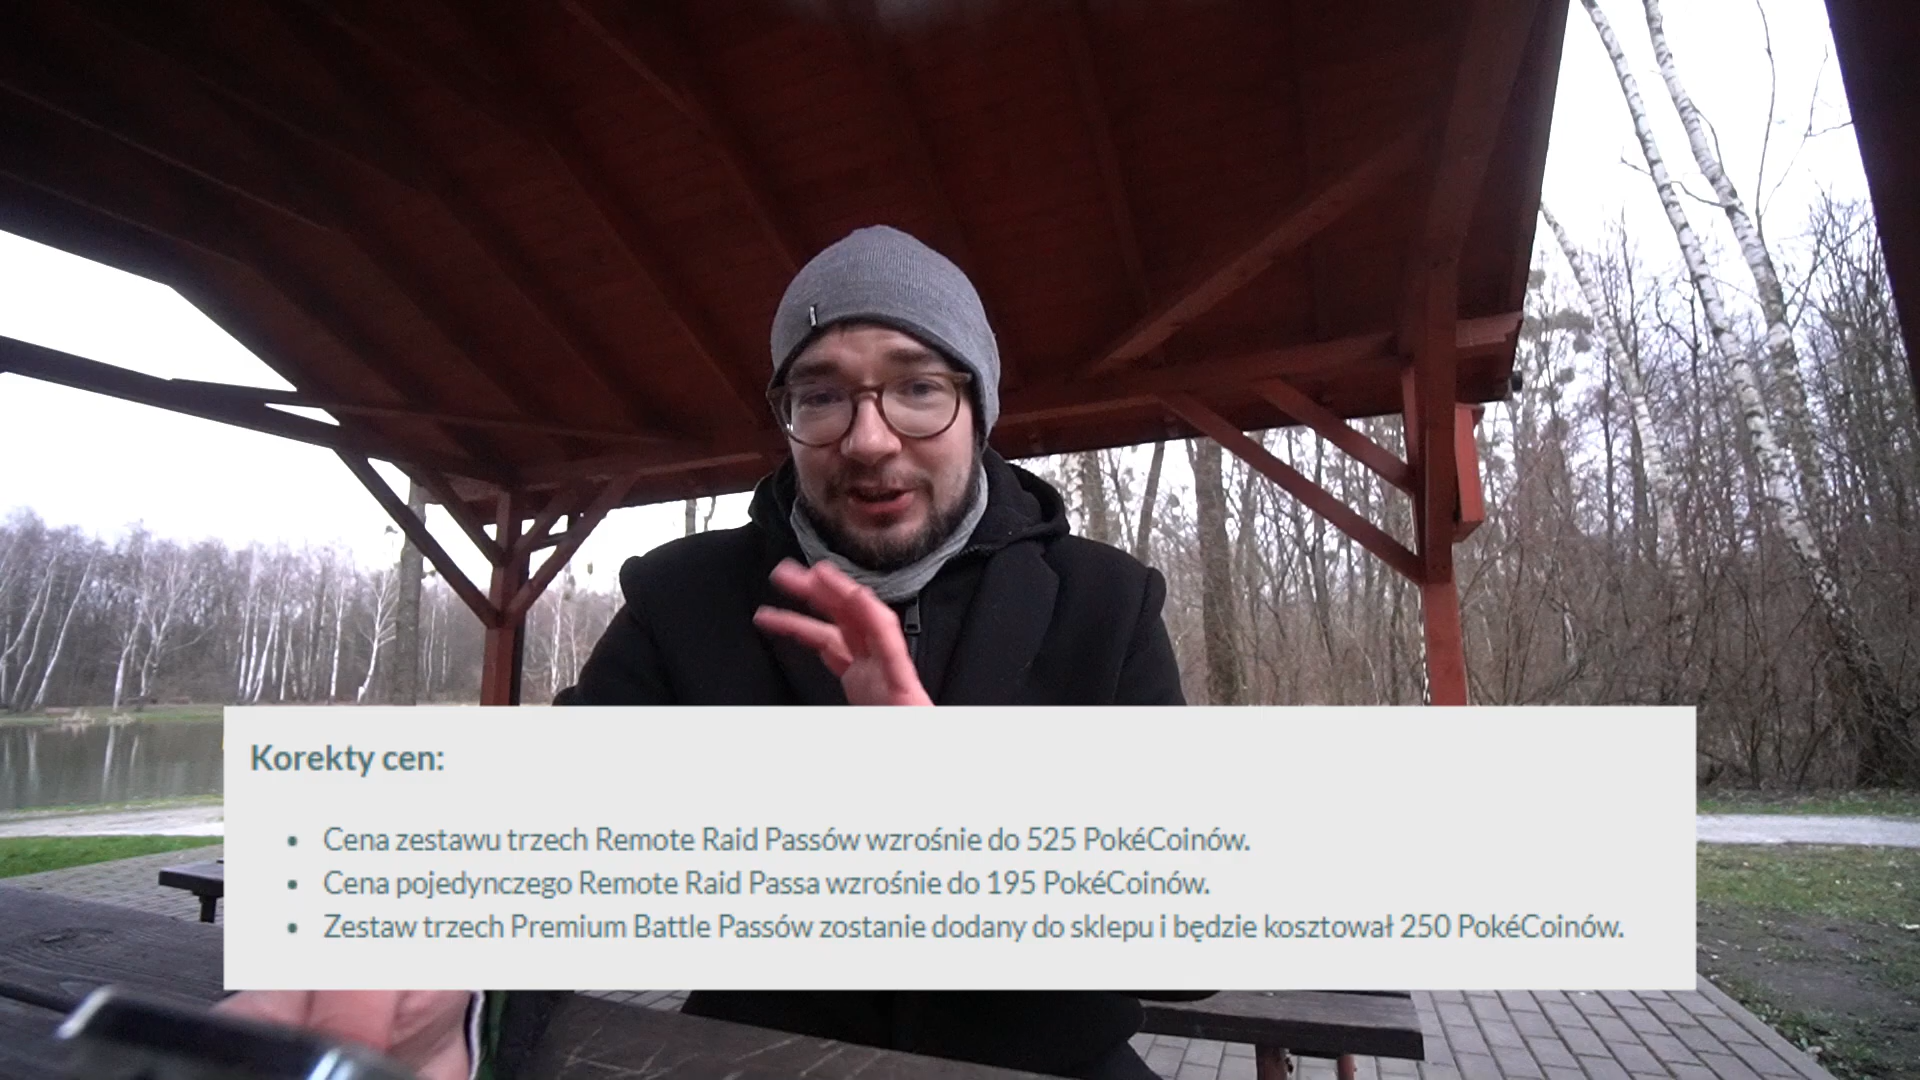 Korekty cen:
Cena zestawu trzech Remote Raid Passów wzrośnie do 525 PokéCoinów.
Cena pojedynczego Remote Raid Passa wzrośnie do 195 PokéCoinów.
Zestaw trzech Premium Battle Passów zostanie dodany do sklepu i będzie kosztował 250 PokéCoinów.